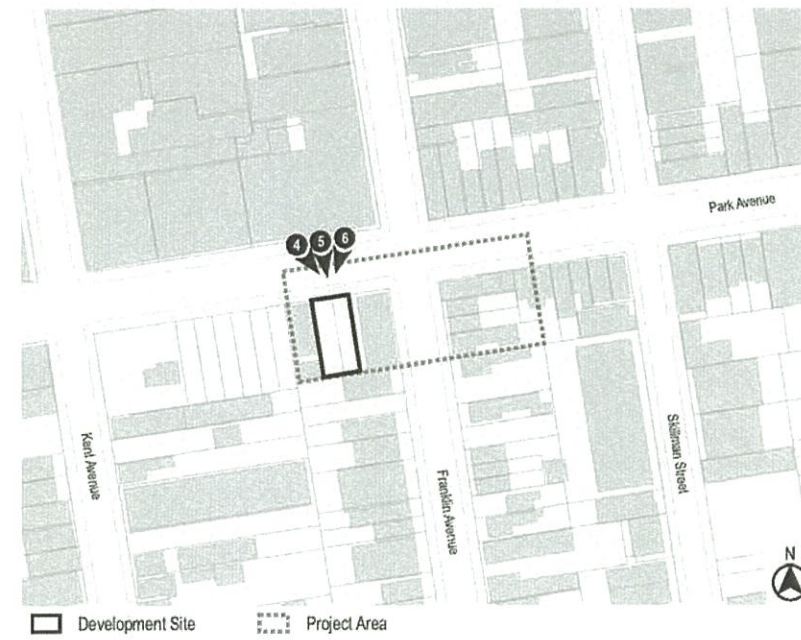 Park Avenue
4 5 6
Kent Avenue
Franklin Avenue
Skillman Street
N
Development Site
Project Area